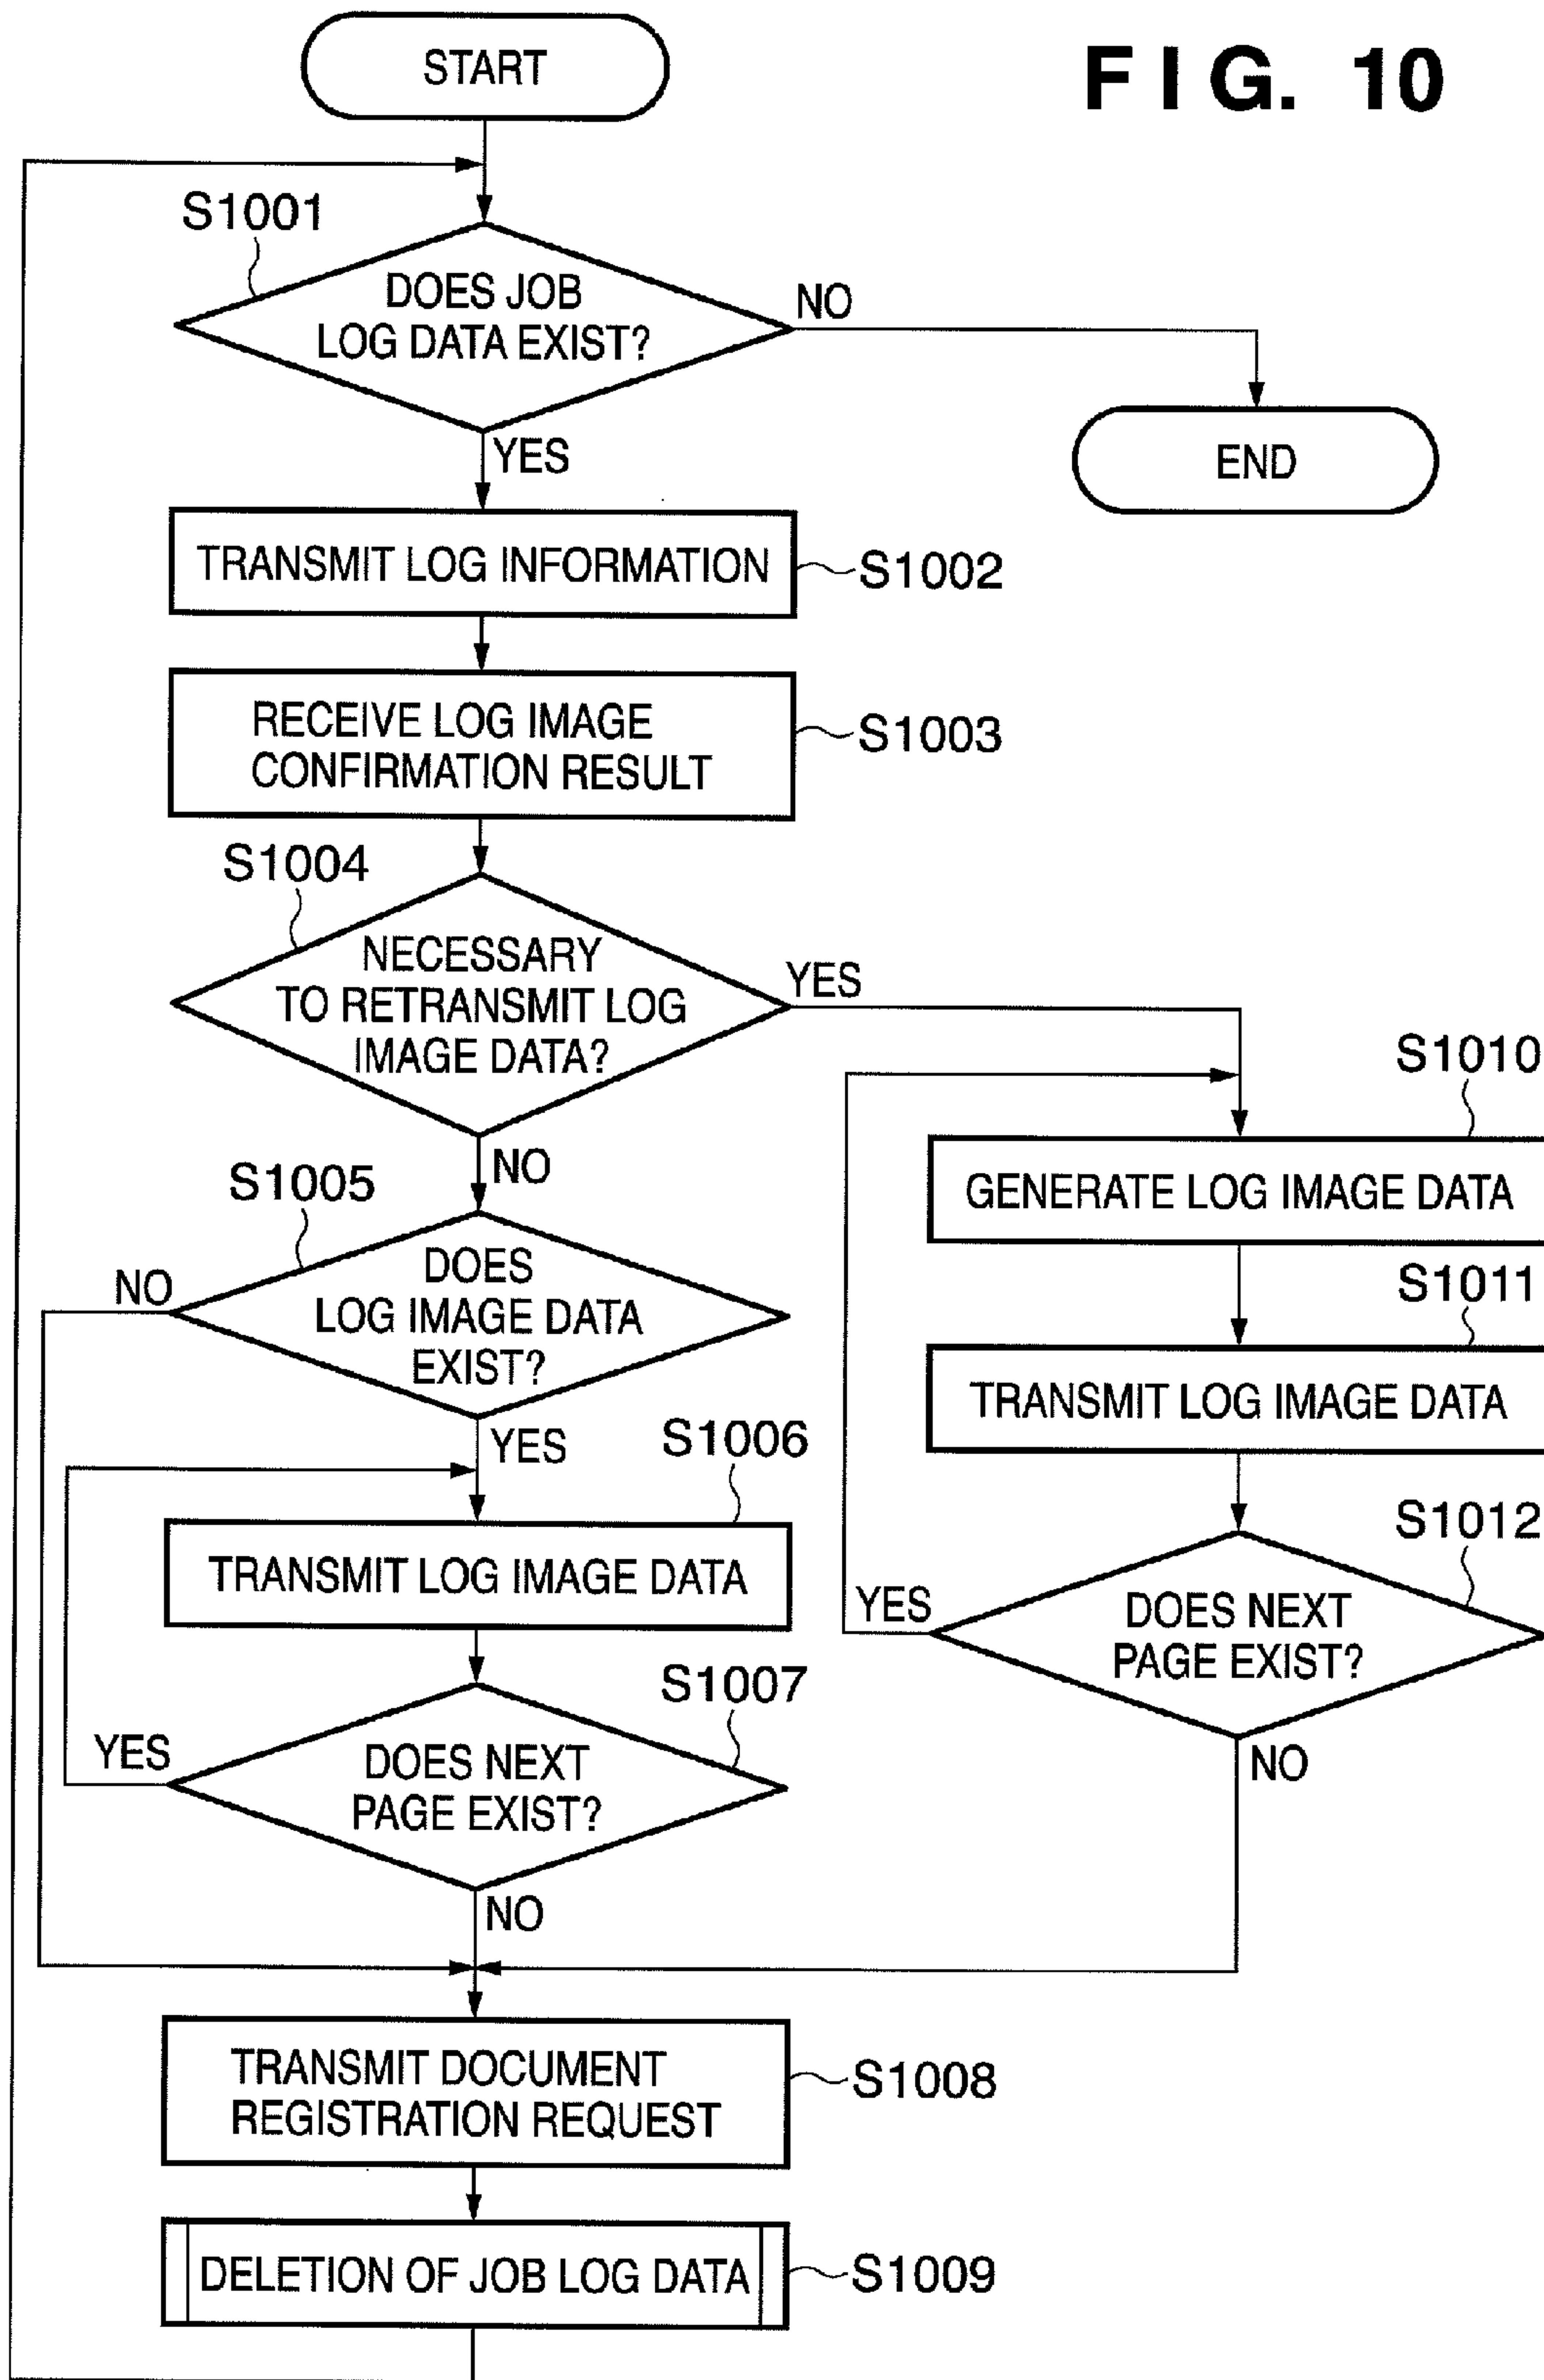 FIG. 10
START
S1001
DOES JOB
LOG DATA EXIST?
NO
END
YES
TRANSMIT LOG INFORMATION
S1002
RECEIVE LOG IMAGE
CONFIRMATION RESULT
S1003
S1004
NECESSARY
TO RETRANSMIT LOG
IMAGE DATA?
YES
NO
S1005
DOES
LOG IMAGE DATA
EXIST?
NO
YES
S1006
TRANSMIT LOG IMAGE DATA
S1007
DOES NEXT
PAGE EXIST?
YES
NO
S1010
GENERATE LOG IMAGE DATA
S1011
TRANSMIT LOG IMAGE DATA
S1012
DOES NEXT
PAGE EXIST?
YES
NO
TRANSMIT DOCUMENT
REGISTRATION REQUEST
S1008
DELETION OF JOB LOG DATA
S1009